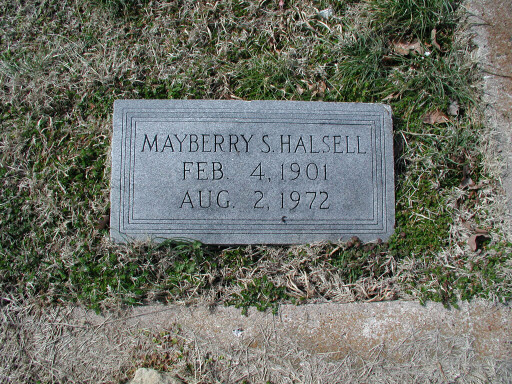 MAYBERRY S. HALSELL
FEB. 4, 1901
AUG. 2, 1972